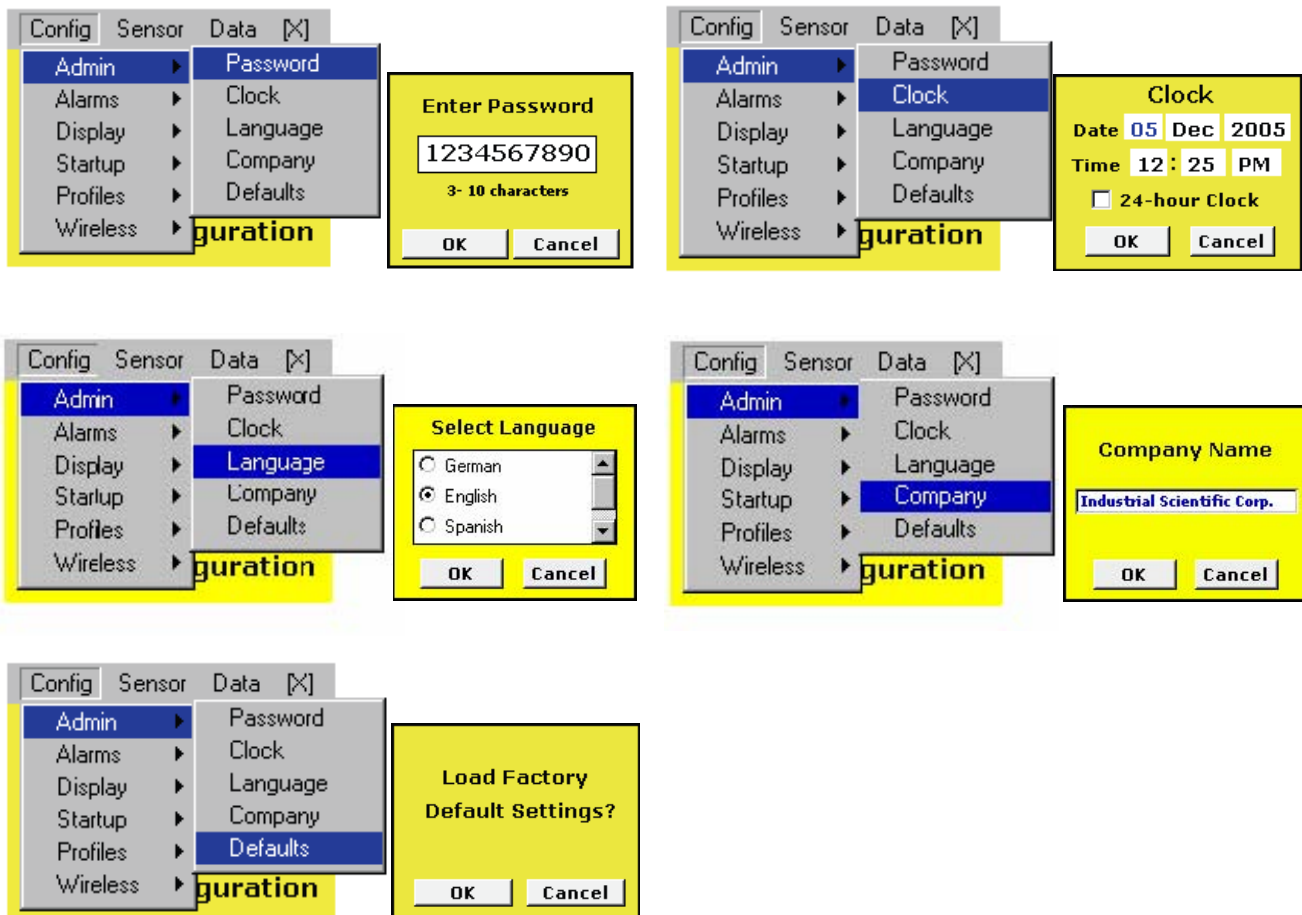 Config Sensor Data [X]
Admin Password
Alarms Clock
Display Language
Startup Company
Profiles Defaults
Wireless
guration
Enter Password
1234567890
3- 10 characters
OK Cancel
Config Sensor Data [X]
Admin Password
Alarms Clock
Display Language
Startup Company
Profiles Defaults
Wireless
guration
Clock
Date 05 Dec 2005
Time 12 : 25 PM
24-hour Clock
OK Cancel
Config Sensor Data [X]
Admin Password
Alarms Clock
Display Language
Startup Company
Profiles Defaults
Wireless
guration
Select Language
German
English
Spanish
OK Cancel
Config Sensor Data [X]
Admin Password
Alarms Clock
Display Language
Startup Company
Profiles Defaults
Wireless
guration
Company Name
Industrial Scientific Corp.
OK Cancel
Config Sensor Data [X]
Admin Password
Alarms Clock
Display Language
Startup Company
Profiles Defaults
Wireless
guration
Load Factory
Default Settings?
OK Cancel